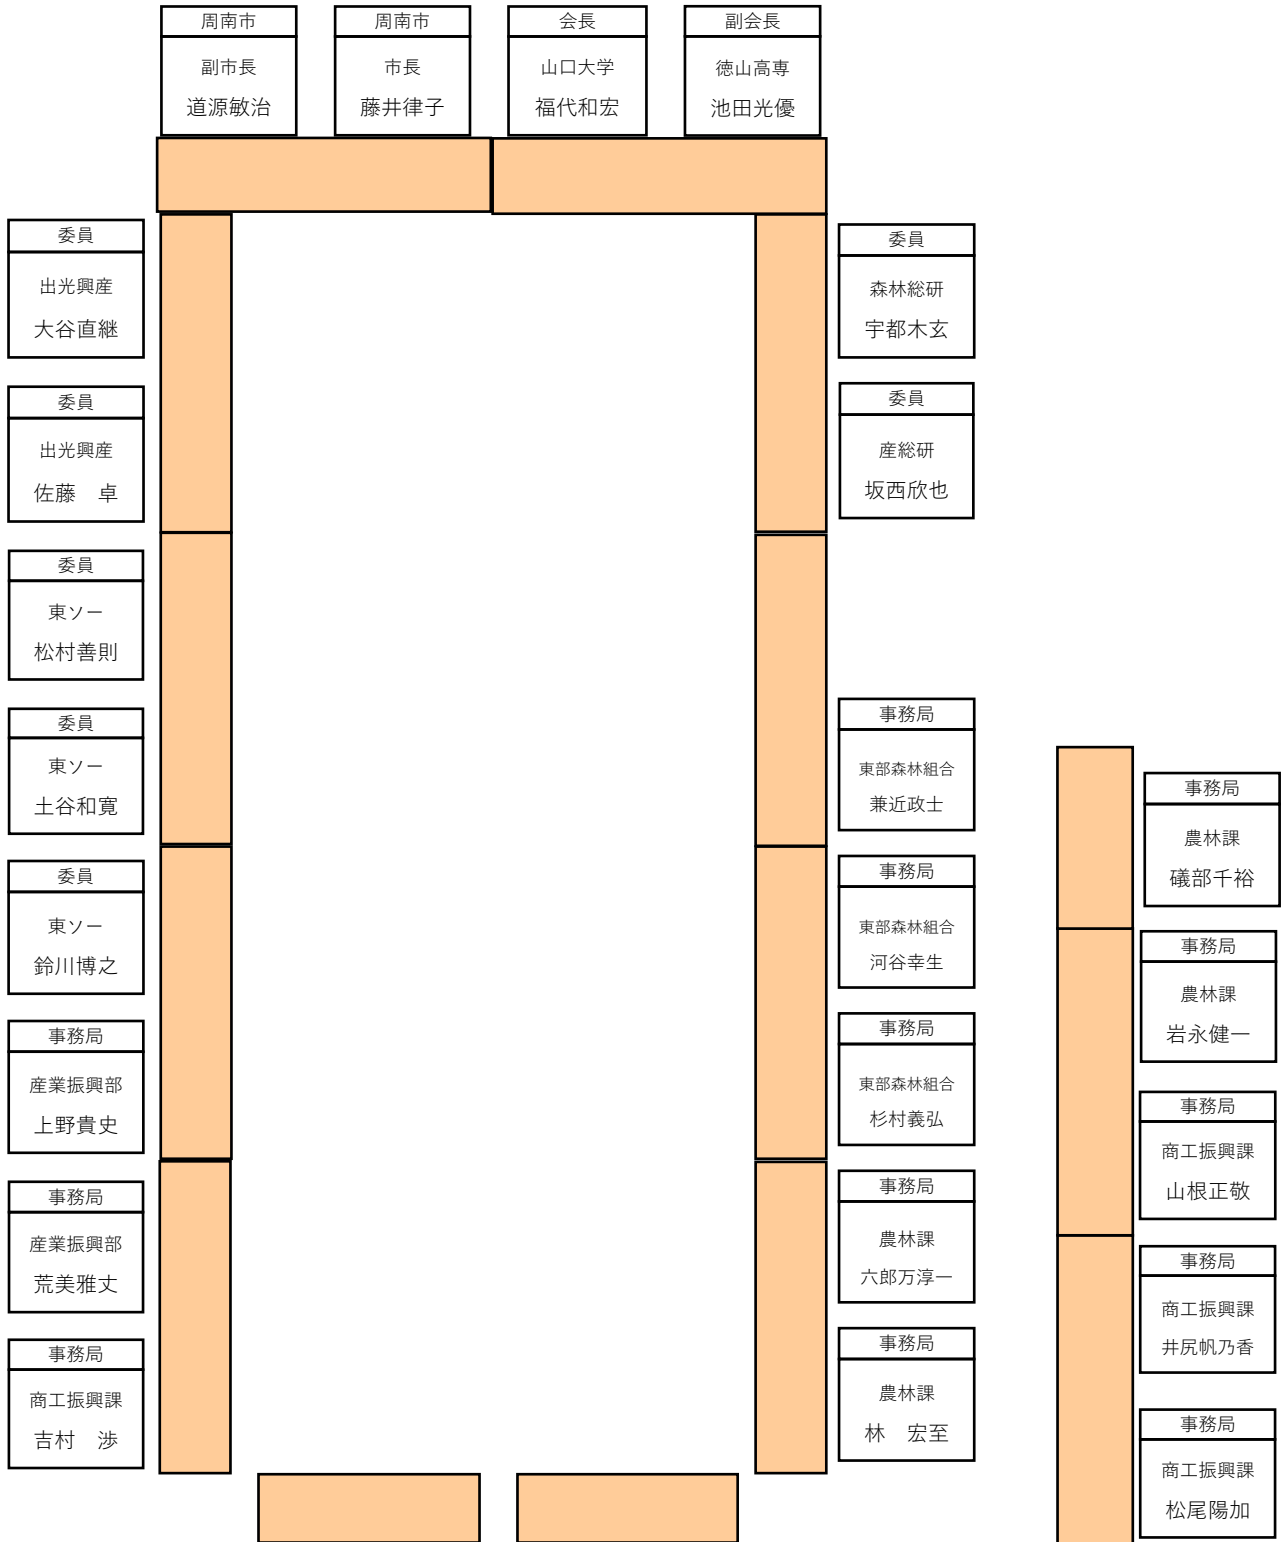 周南市
副市長
道源敏治
周南市
市長
藤井律子
会長
山口大学
福代和宏
副会長
徳山高専
池田光優
委員
出光興産
大谷直継
委員
出光興産
佐藤　卓
委員
東ソー
松村善則
委員
東ソー
土谷和寛
委員
東ソー
鈴川博之
事務局
産業振興部
上野貴史
事務局
産業振興部
荒美雅丈
事務局
商工振興課
吉村　渉
委員
森林総研
宇都木玄
委員
産総研
坂西欣也
事務局
東部森林組合
兼近政士
事務局
東部森林組合
河谷幸生
事務局
東部森林組合
杉村義弘
事務局
農林課
六郎万淳一
事務局
農林課
林　宏至
事務局
農林課
礒部千裕
事務局
農林課
岩永健一
事務局
商工振興課
山根正敬
事務局
商工振興課
井尻帆乃香
事務局
商工振興課
松尾陽加